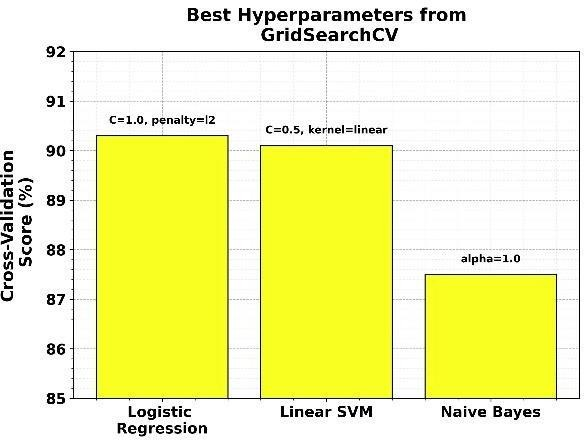 Best Hyperparameters from
GridSearchCV
Cross-Validation
Score (%)
92
91
90
89
88
87
86
85
C=1.0, penalty=l2
C=0.5, kernel=linear
alpha=1.0
Logistic
Regression
Linear SVM
Naive Bayes